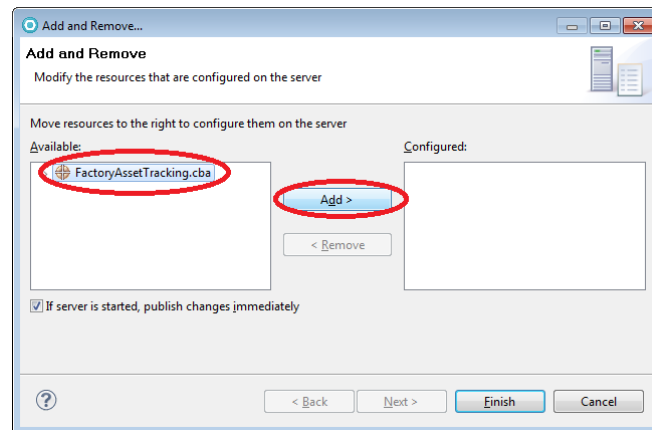 Add and Remove...
Add and Remove
Modify the resources that are configured on the server
Move resources to the right to configure them on the server
Available:
Configured:
FactoryAssetTracking.cba
Add >
< Remove
If server is started, publish changes immediately
?
< Back
Next >
Finish
Cancel